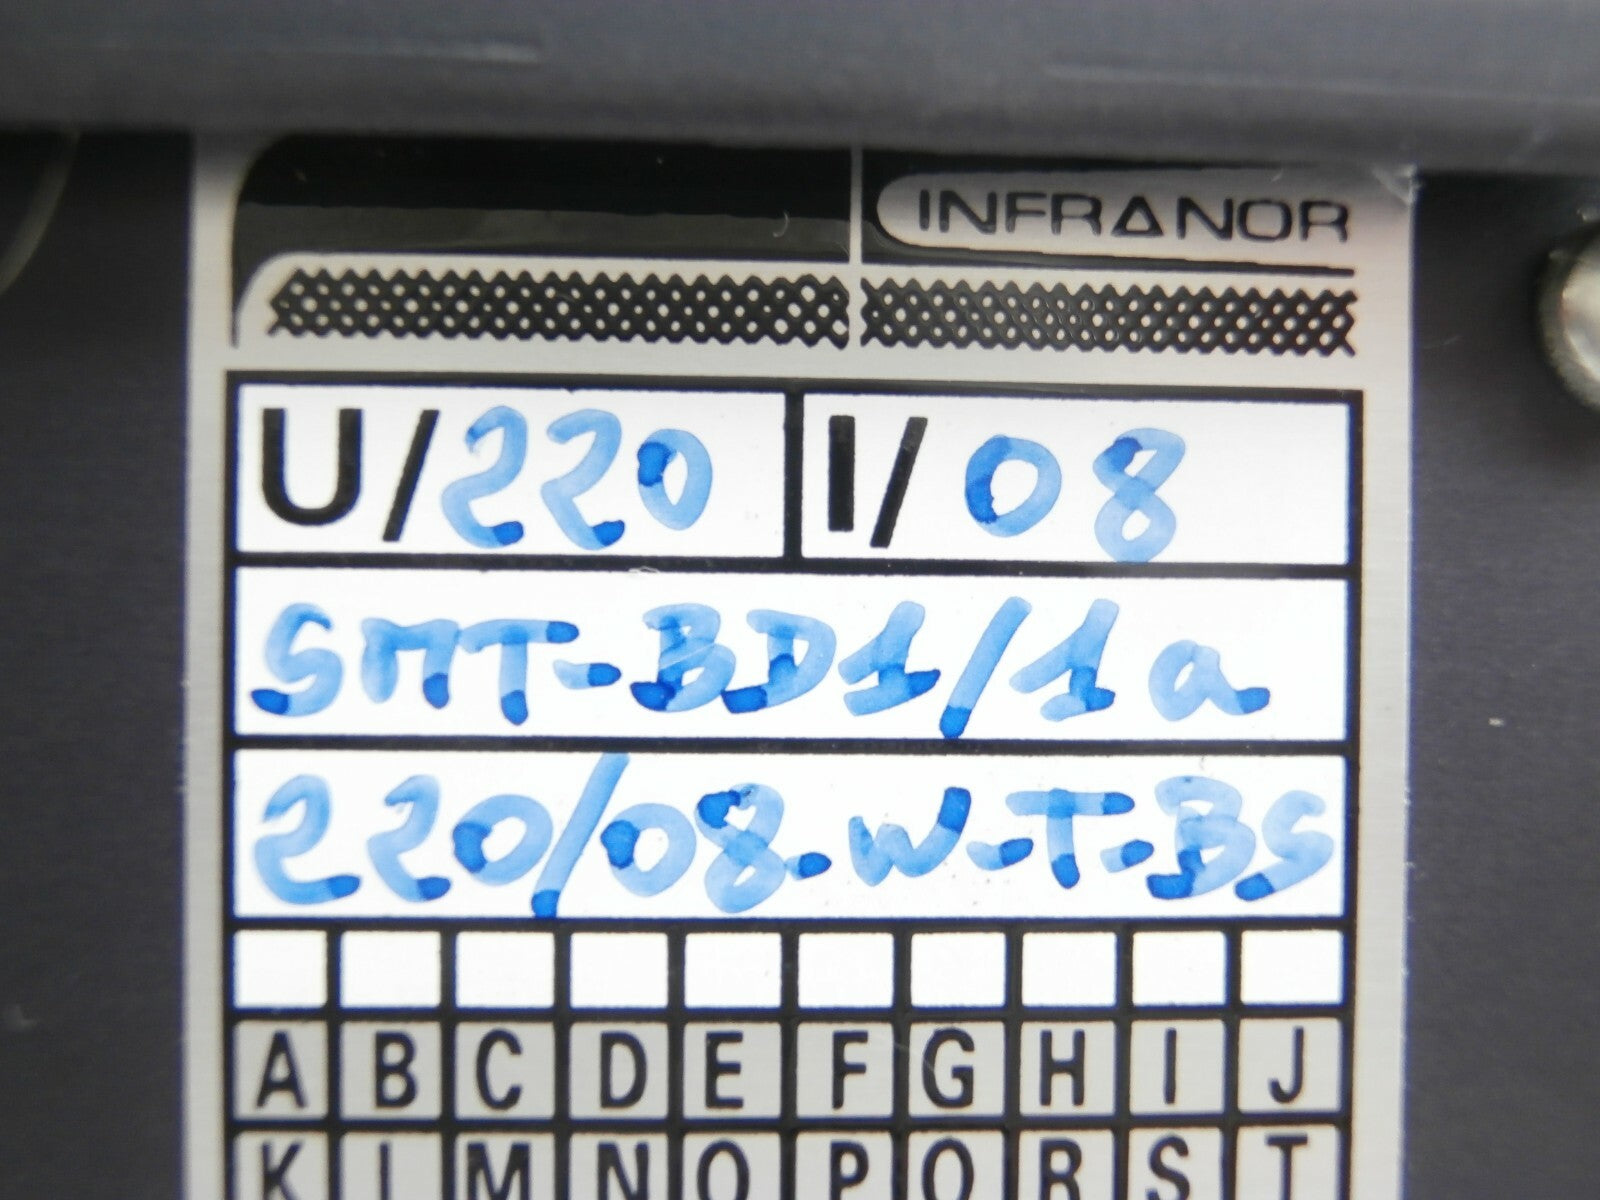 INFRANOR
U/220 I/08
SMT-BD1/1a
220/08-W-T-BS
A B C D E F G H I J
K L M N O P Q R S T